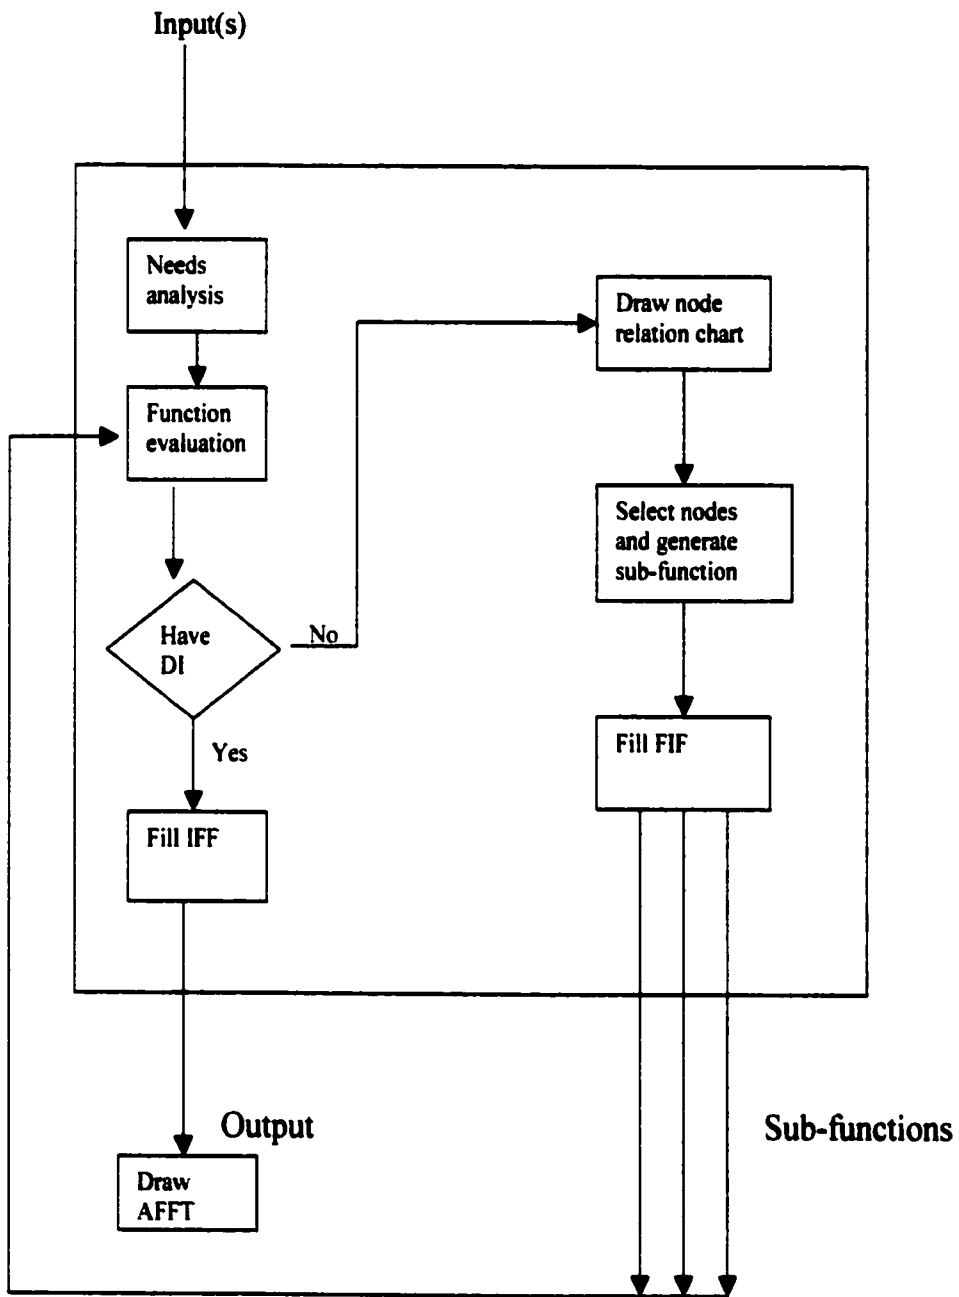 Input(s)
Needs
analysis
Function
evaluation
Have
DI
No
Yes
Fill IFF
Draw node
relation chart
Select nodes
and generate
sub-function
Fill FIF
Output
Sub-functions
Draw
AFFT